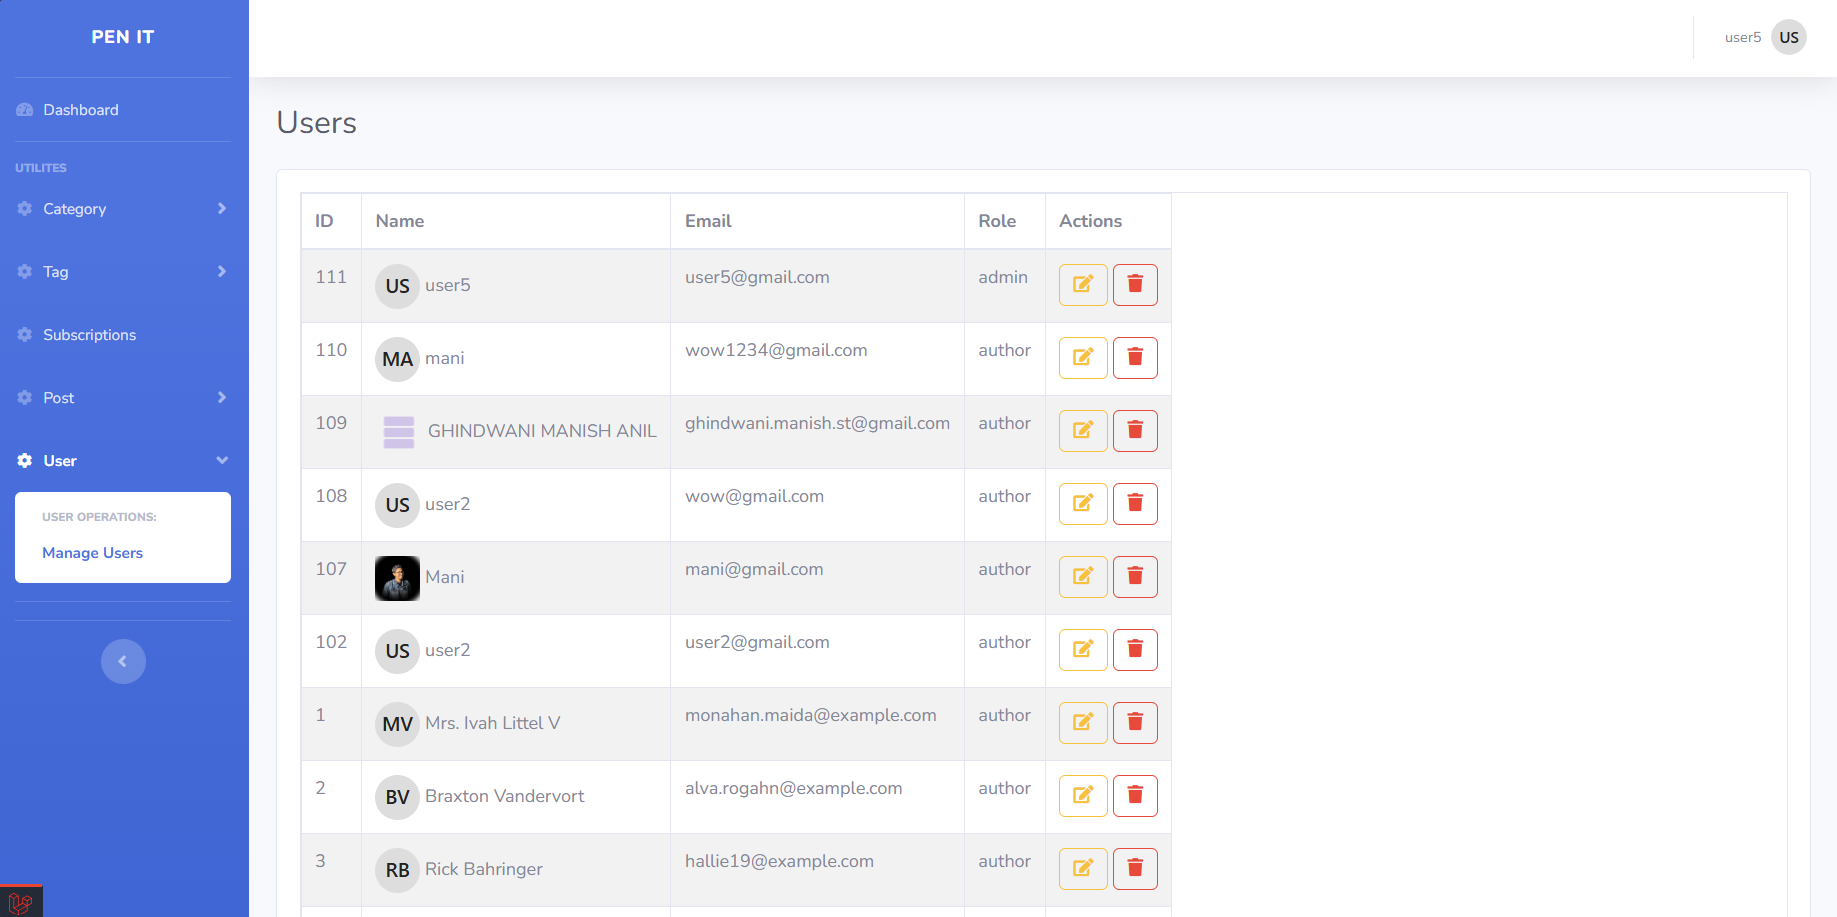 PEN IT
user5 US
Dashboard
Users
UTILITES
Category
Tag
Subscriptions
Post
User
USER OPERATIONS:
Manage Users
ID Name Email Role Actions
111 US user5 user5@gmail.com admin
110 MA mani wow1234@gmail.com author
109 GHINDWANI MANISH ANIL ghindwani.manish.st@gmail.com author
108 US user2 wow@gmail.com author
107 Mani mani@gmail.com author
102 US user2 user2@gmail.com author
1 MV Mrs. Ivah Littel V monahan.maida@example.com author
2 BV Braxton Vandervort alva.rogahn@example.com author
3 RB Rick Bahringer hallie19@example.com author